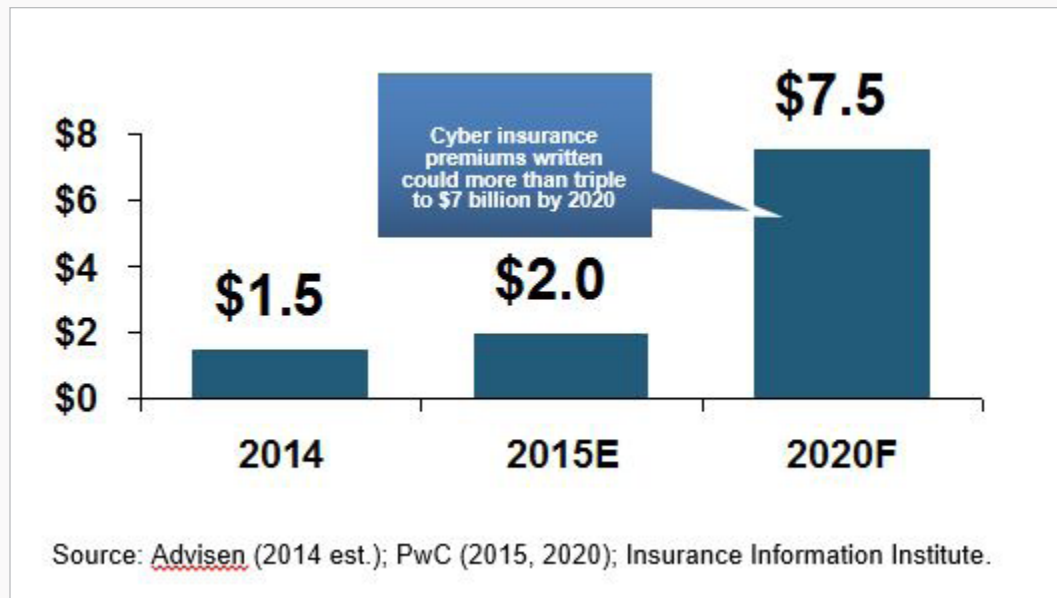 $7.5
$8
Cyber insurance
premiums written
could more than triple
to $7 billion by 2020
$6
$4
$2.0
$1.5
$2
$0
2014 2015E 2020F
Source: Advisen (2014 est.); PwC (2015, 2020); Insurance Information Institute.